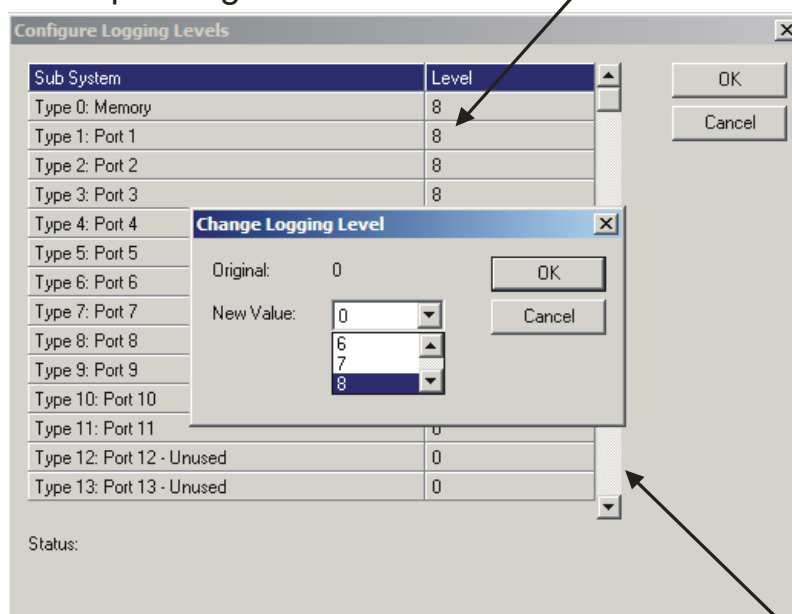 Configure Logging Levels
Sub System Level
OK
Type 0: Memory 8
Cancel
Type 1: Port 1 8
Type 2: Port 2 8
Type 3: Port 3 8
Type 4: Port 4
Change Logging Level
Type 5: Port 5
Original: 0
OK
Type 6: Port 6
Type 7: Port 7
New Value: 0
Cancel
6
7
8
Type 8: Port 8
Type 9: Port 9
Type 10: Port 10
Type 11: Port 11 0
Type 12: Port 12 - Unused 0
Type 13: Port 13 - Unused 0
Status: